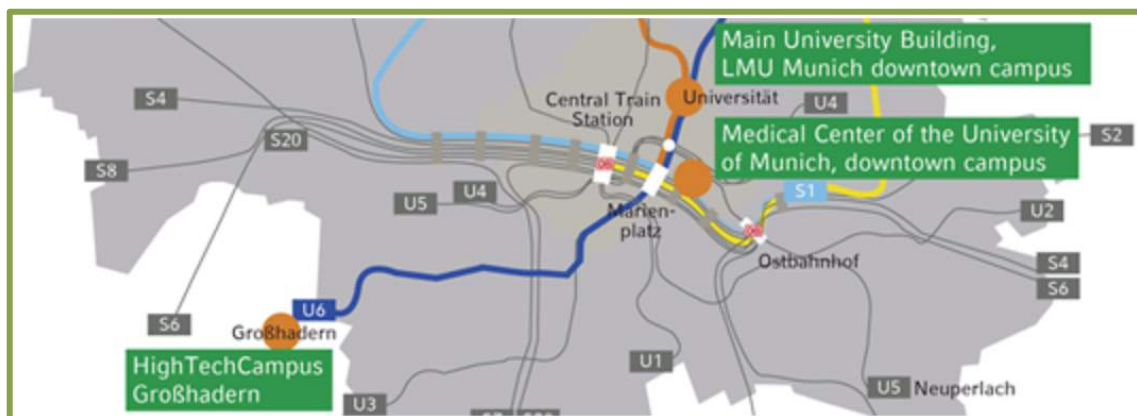 Main University Building,
LMU Munich downtown campus
S4
Central Train
Station
Universität
U4
S20
Medical Center of the University
of Munich, downtown campus
S2
S8
U4
U5
S1
Marien-
platz
U2
Ostbahnhof
S4
S6
U6
S6
Großhadern
HighTechCampus
Großhadern
U1
U5 Neuperlach
U3